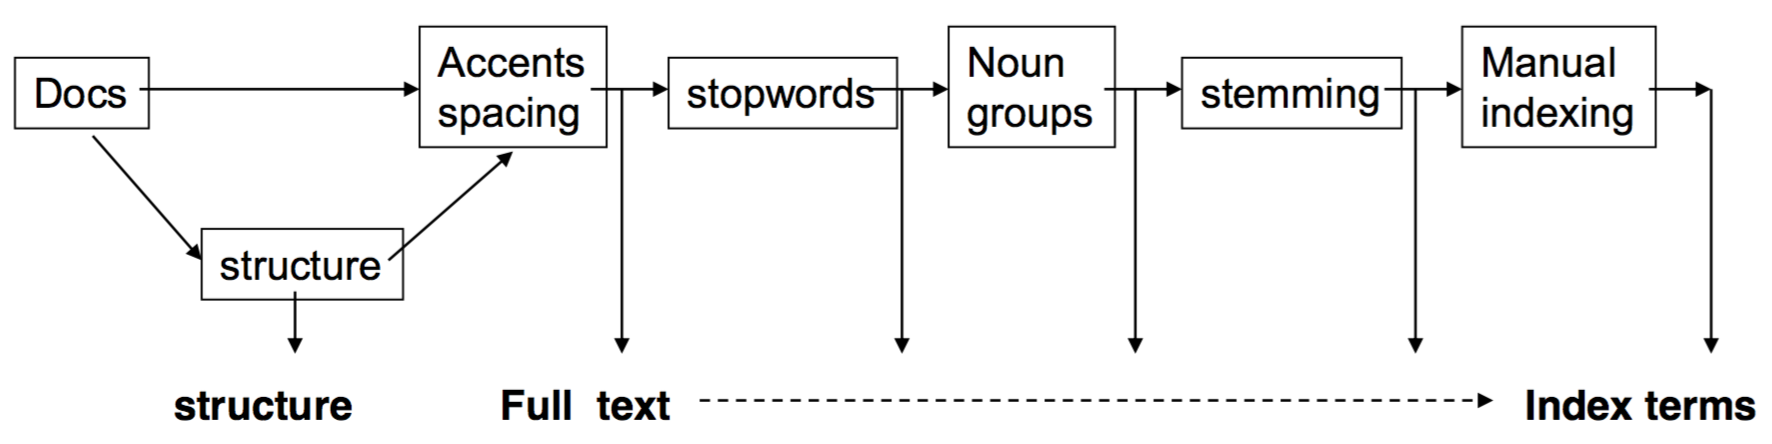 Docs
Accents
spacing
stopwords
Noun
groups
stemming
Manual
indexing
structure
structure
Full text
Index terms